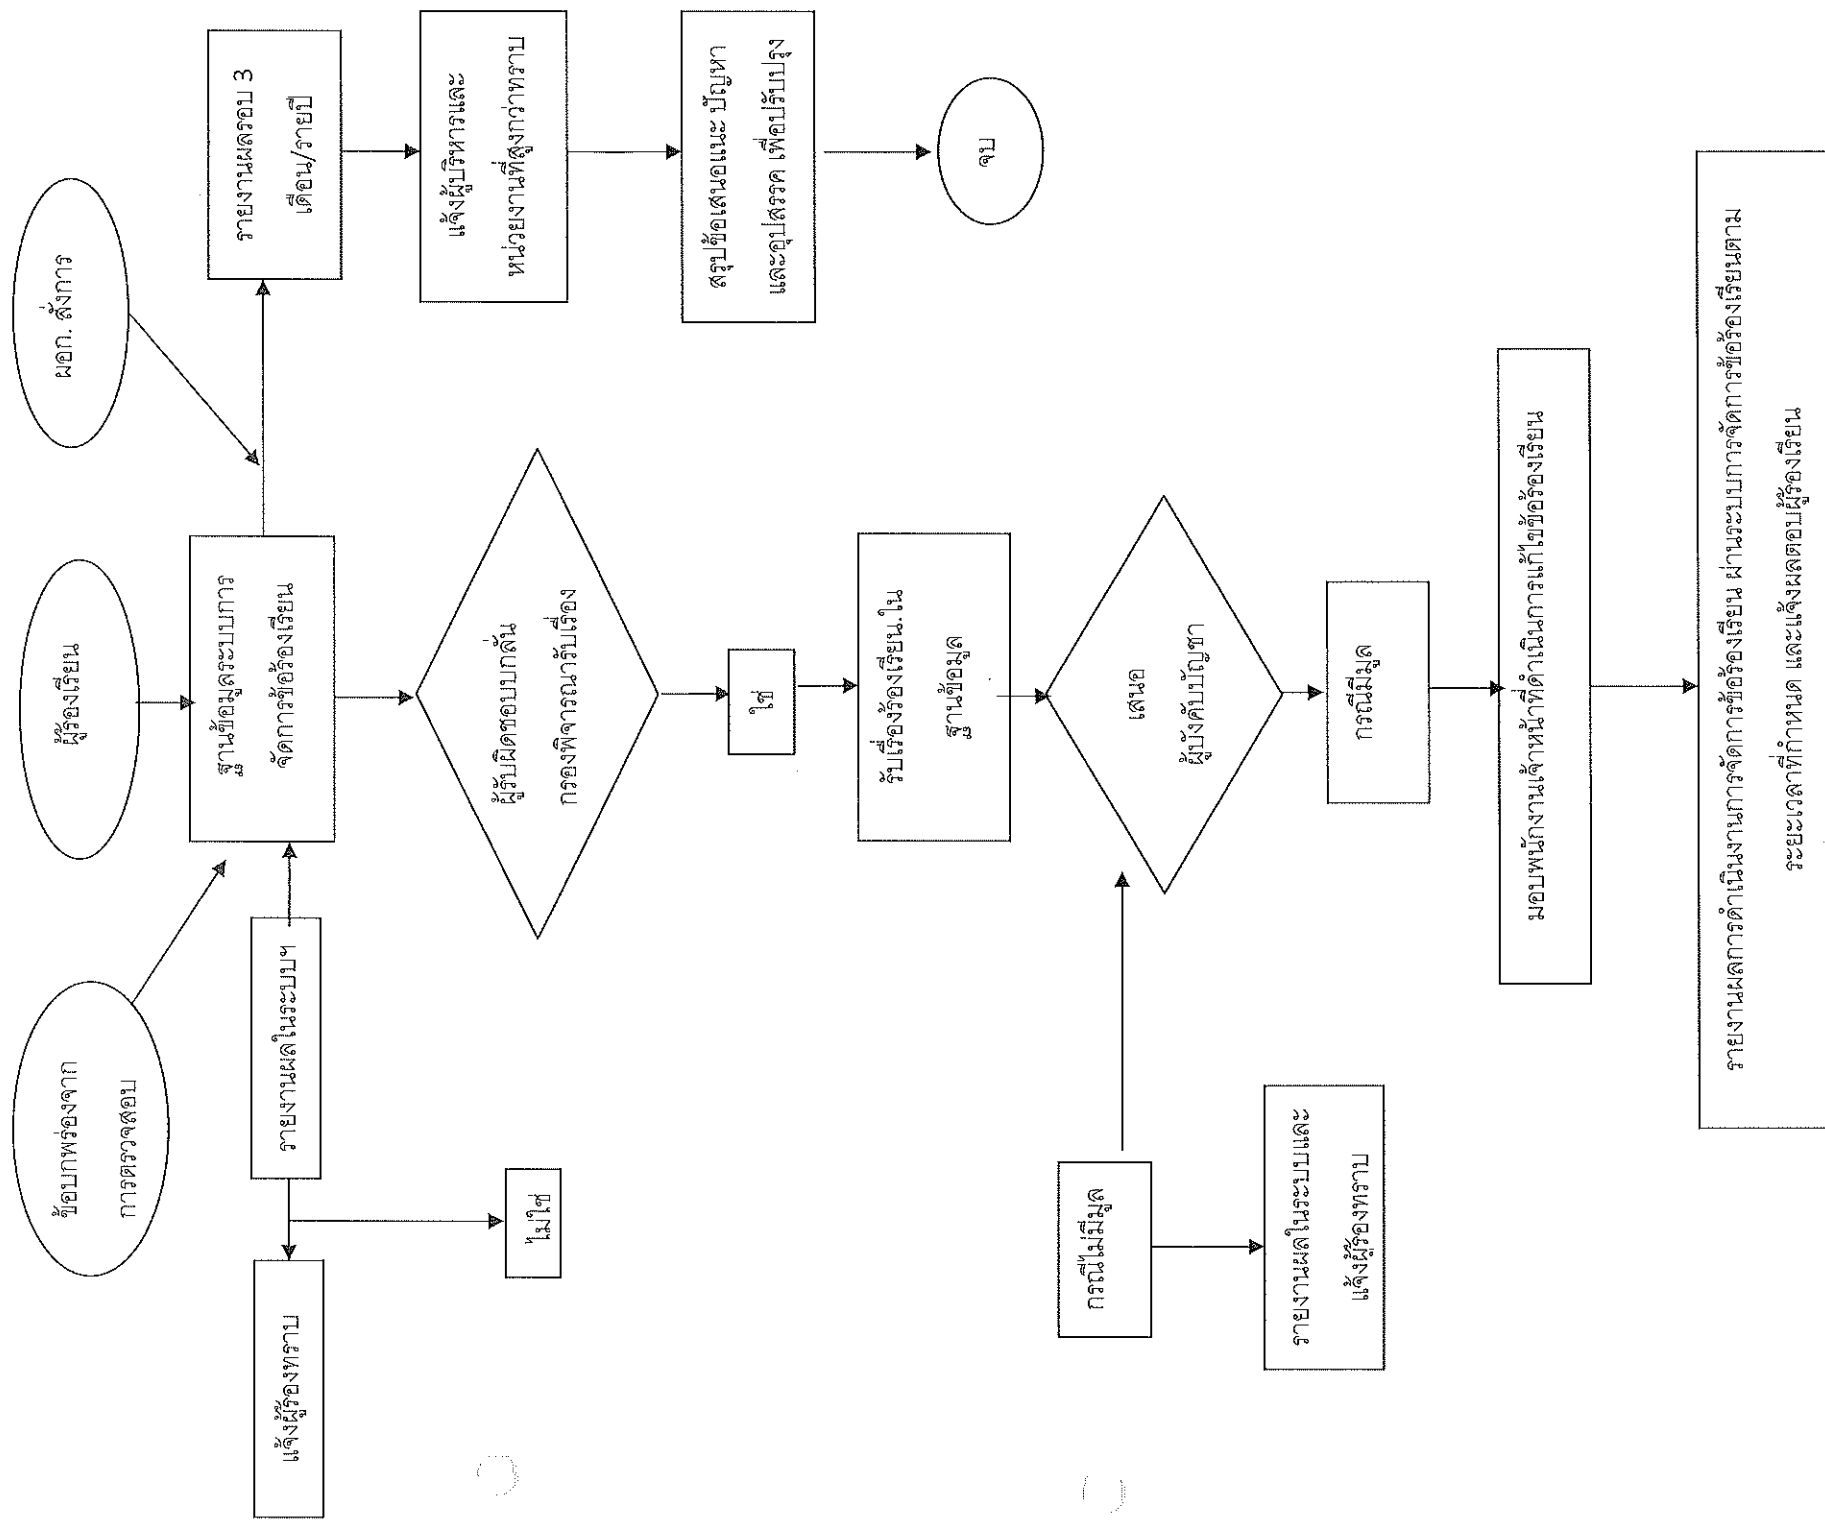 ข้อบกพร่องจาก
การตรวจสอบ
ผู้ร้องเรียน
ผอก. สั่งการ
แจ้งผู้ร้องทราบ
รายงานผลในระบบฯ
ฐานข้อมูลระบบการ
จัดการข้อร้องเรียน
รายงานผลรอบ 3
เดือน/รายปี
ไม่ใช่
ผู้รับผิดชอบกลั่น
กรองพิจารณารับเรื่อง
แจ้งผู้บริหารและ
หน่วยงานที่สูงกว่าทราบ
ใช่
สรุปข้อเสนอแนะ ปัญหา
และอุปสรรค เพื่อปรับปรุง
รับเรื่องร้องเรียน.ใน
ฐานข้อมูล
จบ
กรณีไม่มีมูล
เสนอ
ผู้บังคับบัญชา
รายงานผลในระบบและ
แจ้งผู้ร้องทราบ
กรณีมีมูล
มอบพนักงานเจ้าหน้าที่ดำเนินการแก้ไขข้อร้องเรียน
รายงานผลการดำเนินงานการจัดการข้อร้องเรียน ผ่านระบบการจัดการข้อร้องเรียนตาม
ระยะเวลาที่กำหนด และแจ้งผลตอบผู้ร้องเรียน